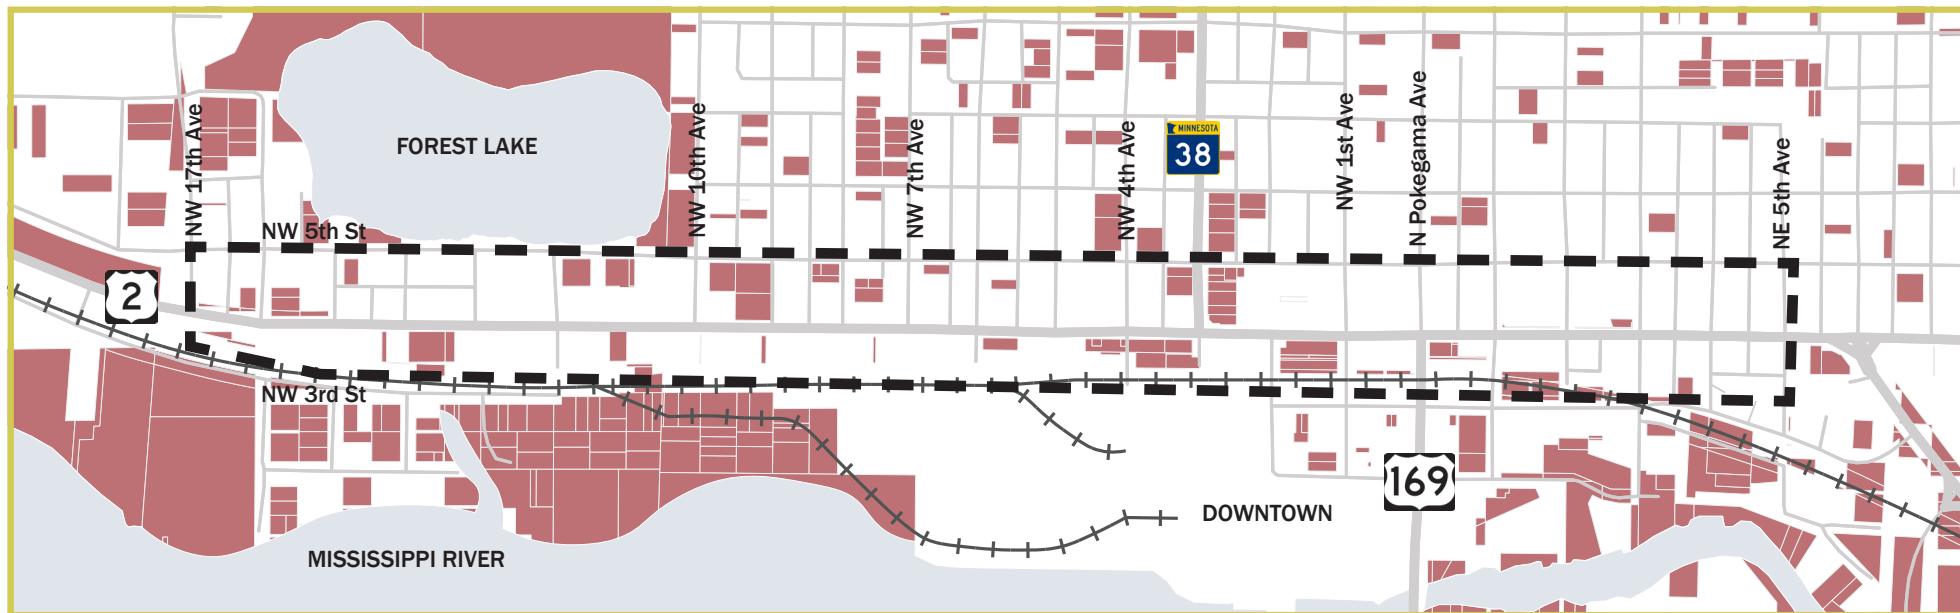 FOREST LAKE
NW 17th Ave
NW 10th Ave
NW 7th Ave
NW 4th Ave
MINNESOTA
38
NW 1st Ave
N Pokegama Ave
NE 5th Ave
NW 5th St
2
NW 3rd St
169
DOWNTOWN
MISSISSIPPI RIVER